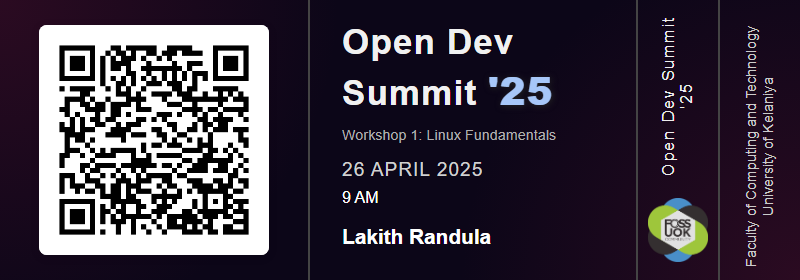 Open Dev
Summit '25
Workshop 1: Linux Fundamentals
26 APRIL 2025
9 AM
Lakith Randula
Open Dev Summit
'25
FOSS
UOK
Faculty of Computing and Technology
University of Kelaniya